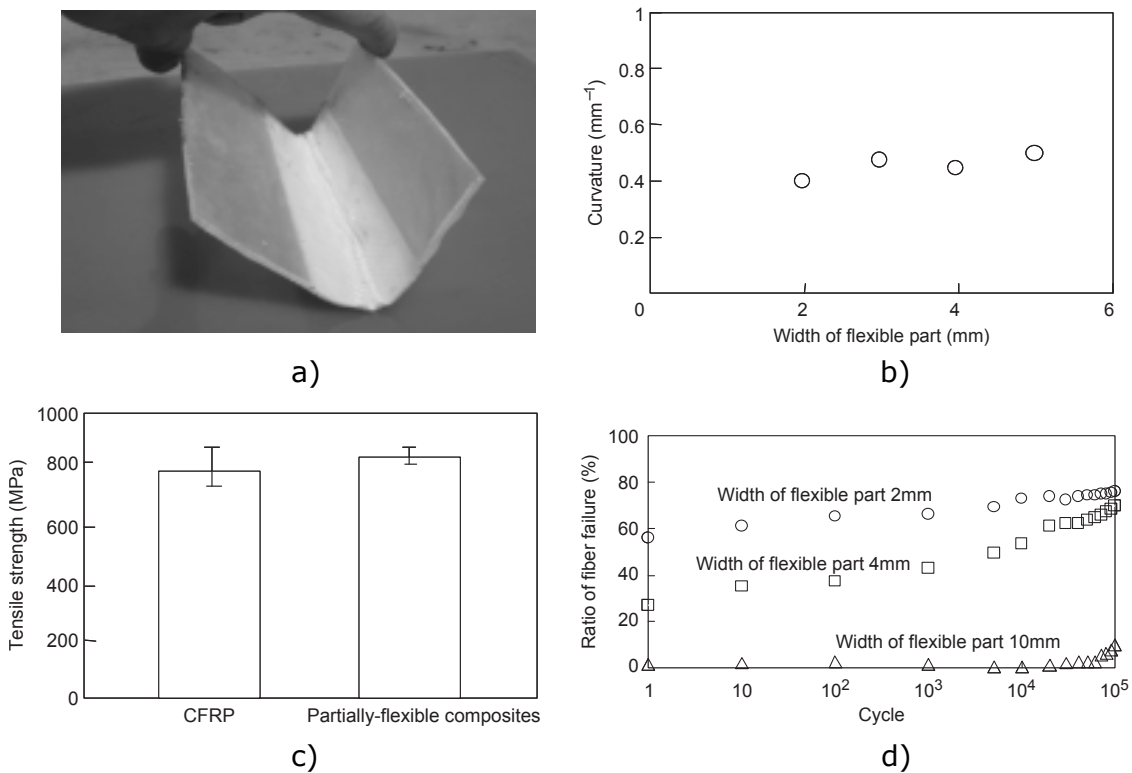 a)
1
0.8
0.6
0.4
0.2
0
2
4
6
Curvature (mm⁻¹)
Width of flexible part (mm)
b)
1000
800
600
400
200
0
Tensile strength (MPa)
CFRP
Partially-flexible composites
c)
100
80
60
40
20
0
Ratio of fiber failure (%)
Width of flexible part 2mm
Width of flexible part 4mm
Width of flexible part 10mm
1
10
10²
10³
10⁴
10⁵
Cycle
d)